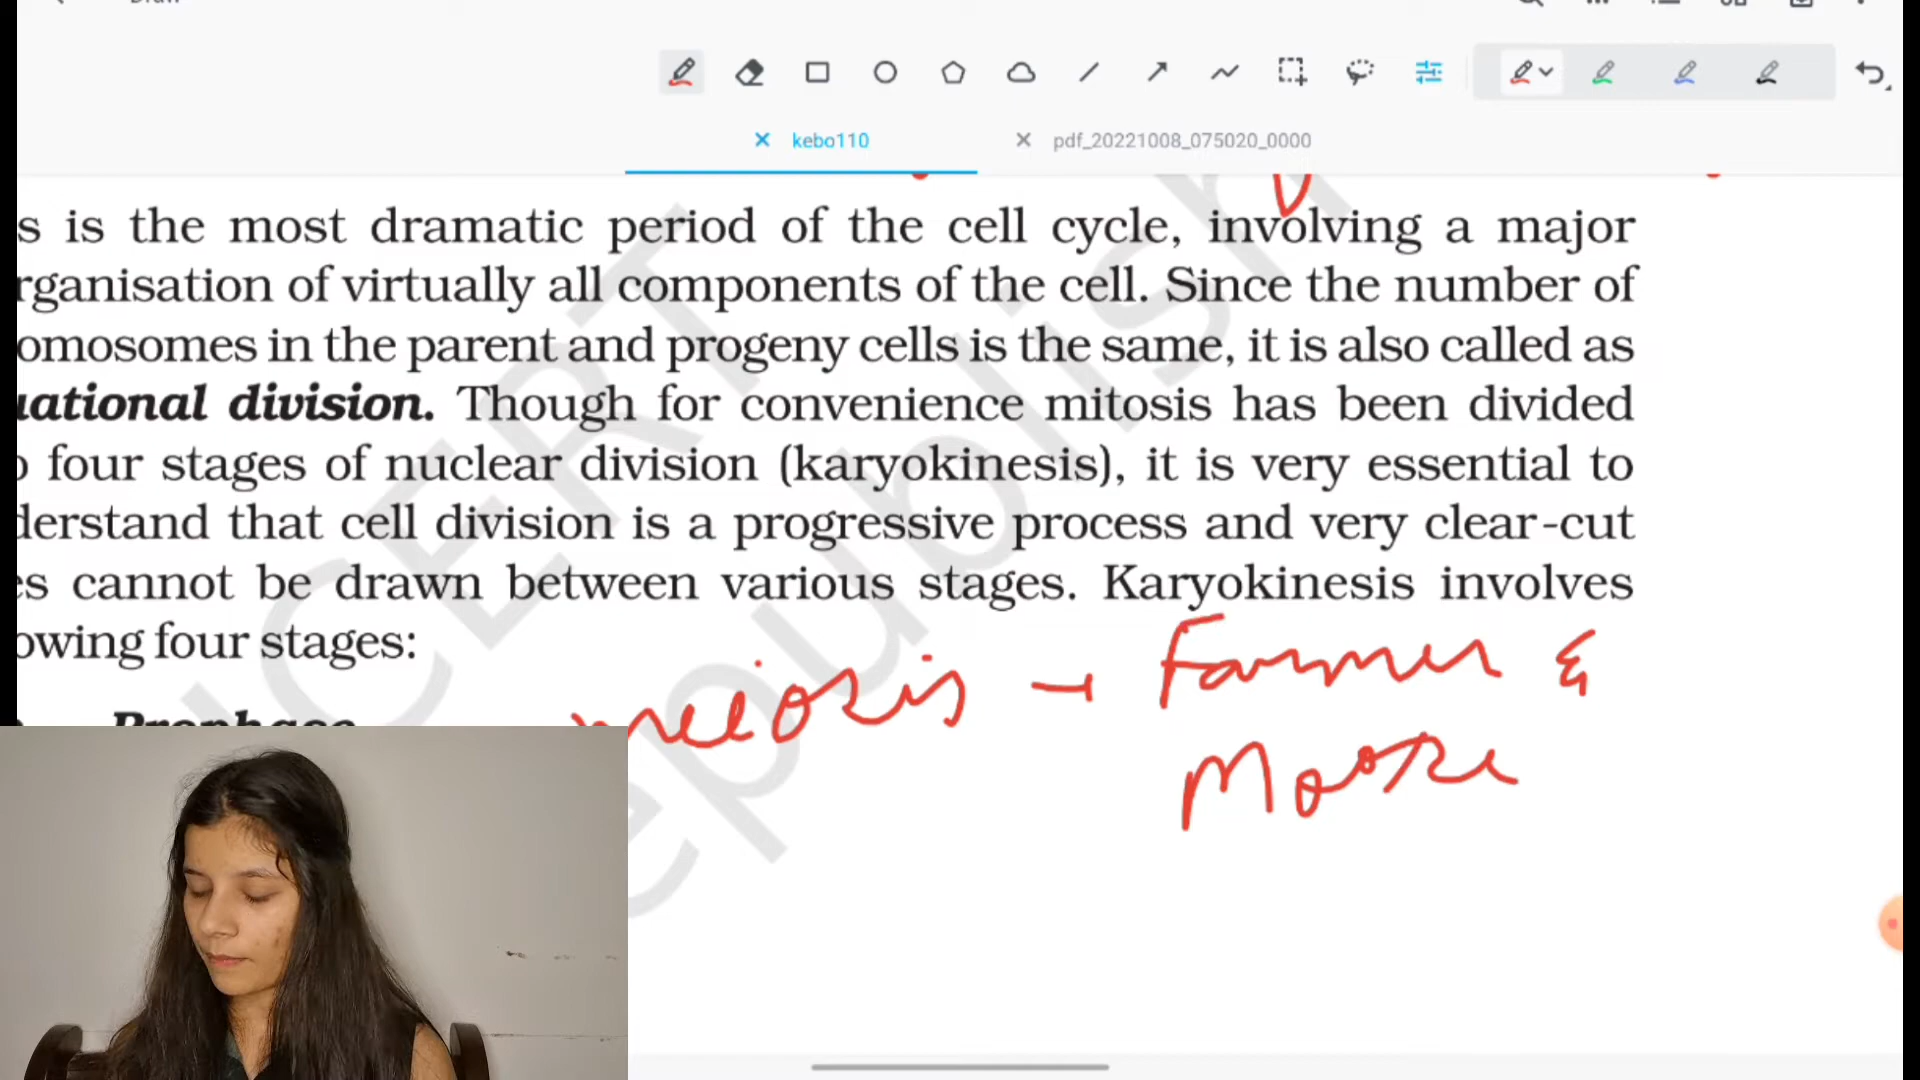 kebo110
pdf_20221008_075020_0000
s is the most dramatic period of the cell cycle, involving a major
rganisation of virtually all components of the cell. Since the number of
omosomes in the parent and progeny cells is the same, it is also called as
uational division. Though for convenience mitosis has been divided
o four stages of nuclear division (karyokinesis), it is very essential to
derstand that cell division is a progressive process and very clear-cut
es cannot be drawn between various stages. Karyokinesis involves
owing four stages:
Prophase
meiosis → Farmer &
Moore